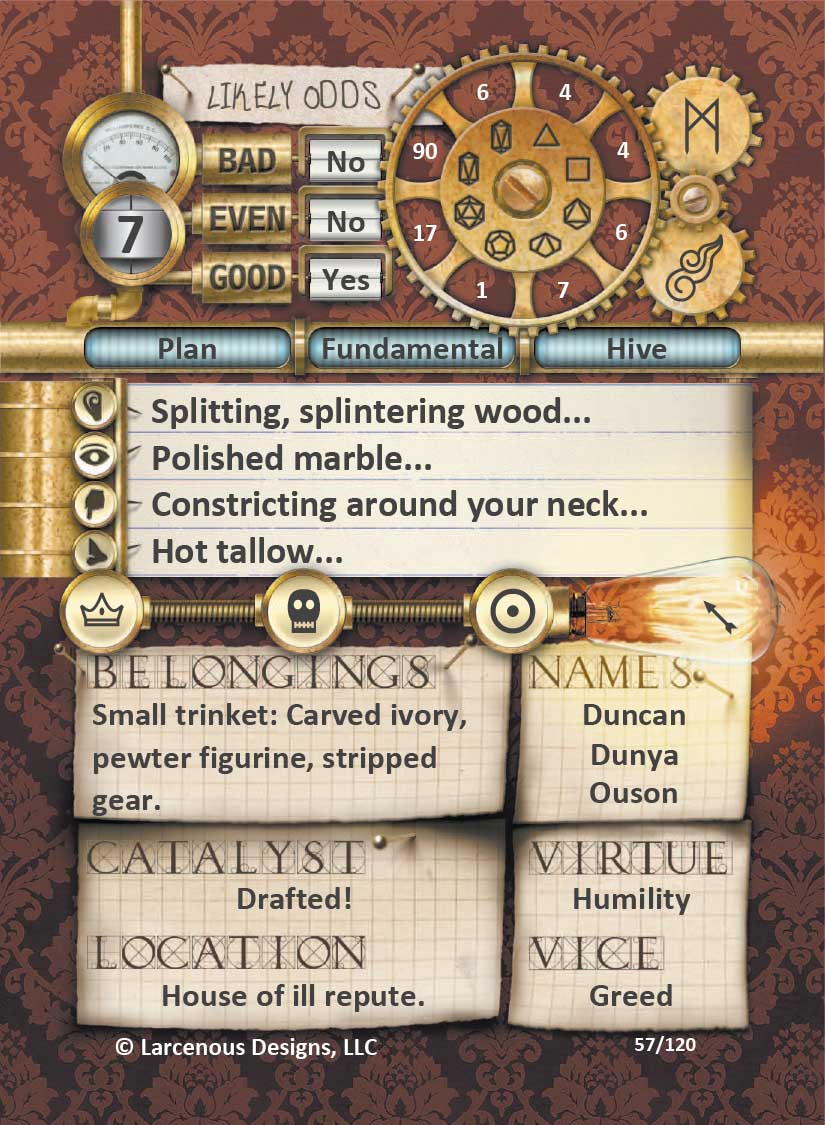 LIKELY ODDS
BAD No
7 EVEN No
GOOD Yes
6 4
90 4
17 6
1 7
Plan Fundamental Hive
Splitting, splintering wood...
Polished marble...
Constricting around your neck...
Hot tallow...
BELONGINGS
Small trinket: Carved ivory,
pewter figurine, stripped
gear.
NAMES
Duncan
Dunya
Ouson
CATALYST
Drafted!
LOCATION
House of ill repute.
VIRTUE
Humility
VICE
Greed
© Larcenous Designs, LLC
57/120